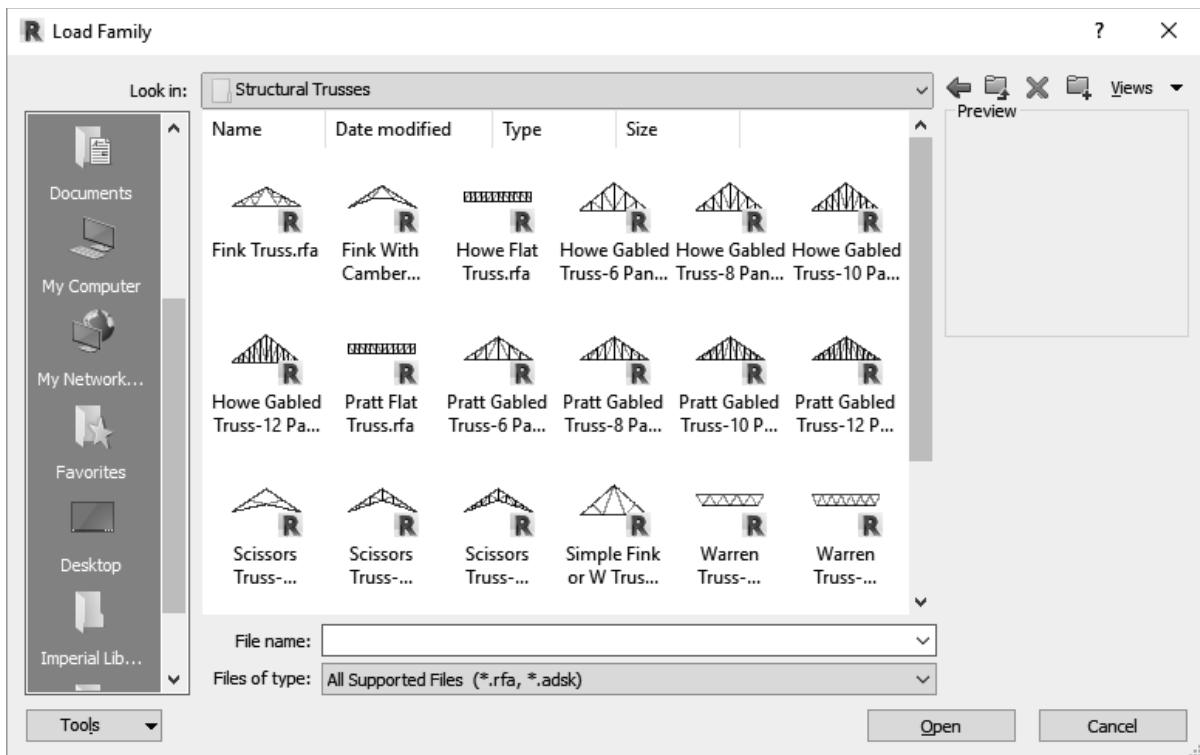 R Load Family ? ×
Look in: Structural Trusses
Views
Preview
Documents
My Computer
My Network...
Favorites
Desktop
Imperial Lib...
Name Date modified Type Size
Fink Truss.rfa
Fink With
Camber...
Howe Flat
Truss.rfa
Howe Gabled
Truss-6 Pan...
Howe Gabled
Truss-8 Pan...
Howe Gabled
Truss-10 Pa...
Howe Gabled
Truss-12 Pa...
Pratt Flat
Truss.rfa
Pratt Gabled
Truss-6 Pa...
Pratt Gabled
Truss-8 Pa...
Pratt Gabled
Truss-10 P...
Pratt Gabled
Truss-12 P...
Scissors
Truss-...
Scissors
Truss-...
Scissors
Truss-...
Simple Fink
or W Trus...
Warren
Truss-...
Warren
Truss-...
File name:
Files of type: All Supported Files (*.rfa, *.adsk)
Tools
Open
Cancel